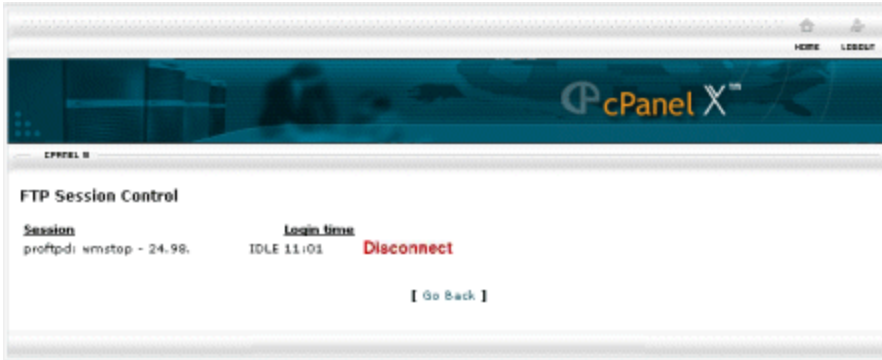 HOME LOGOUT
cPanel X™
CPANEL X
FTP Session Control
Session Login time
proftpd: wmstop - 24.98. IDLE 11:01 Disconnect
[ Go Back ]